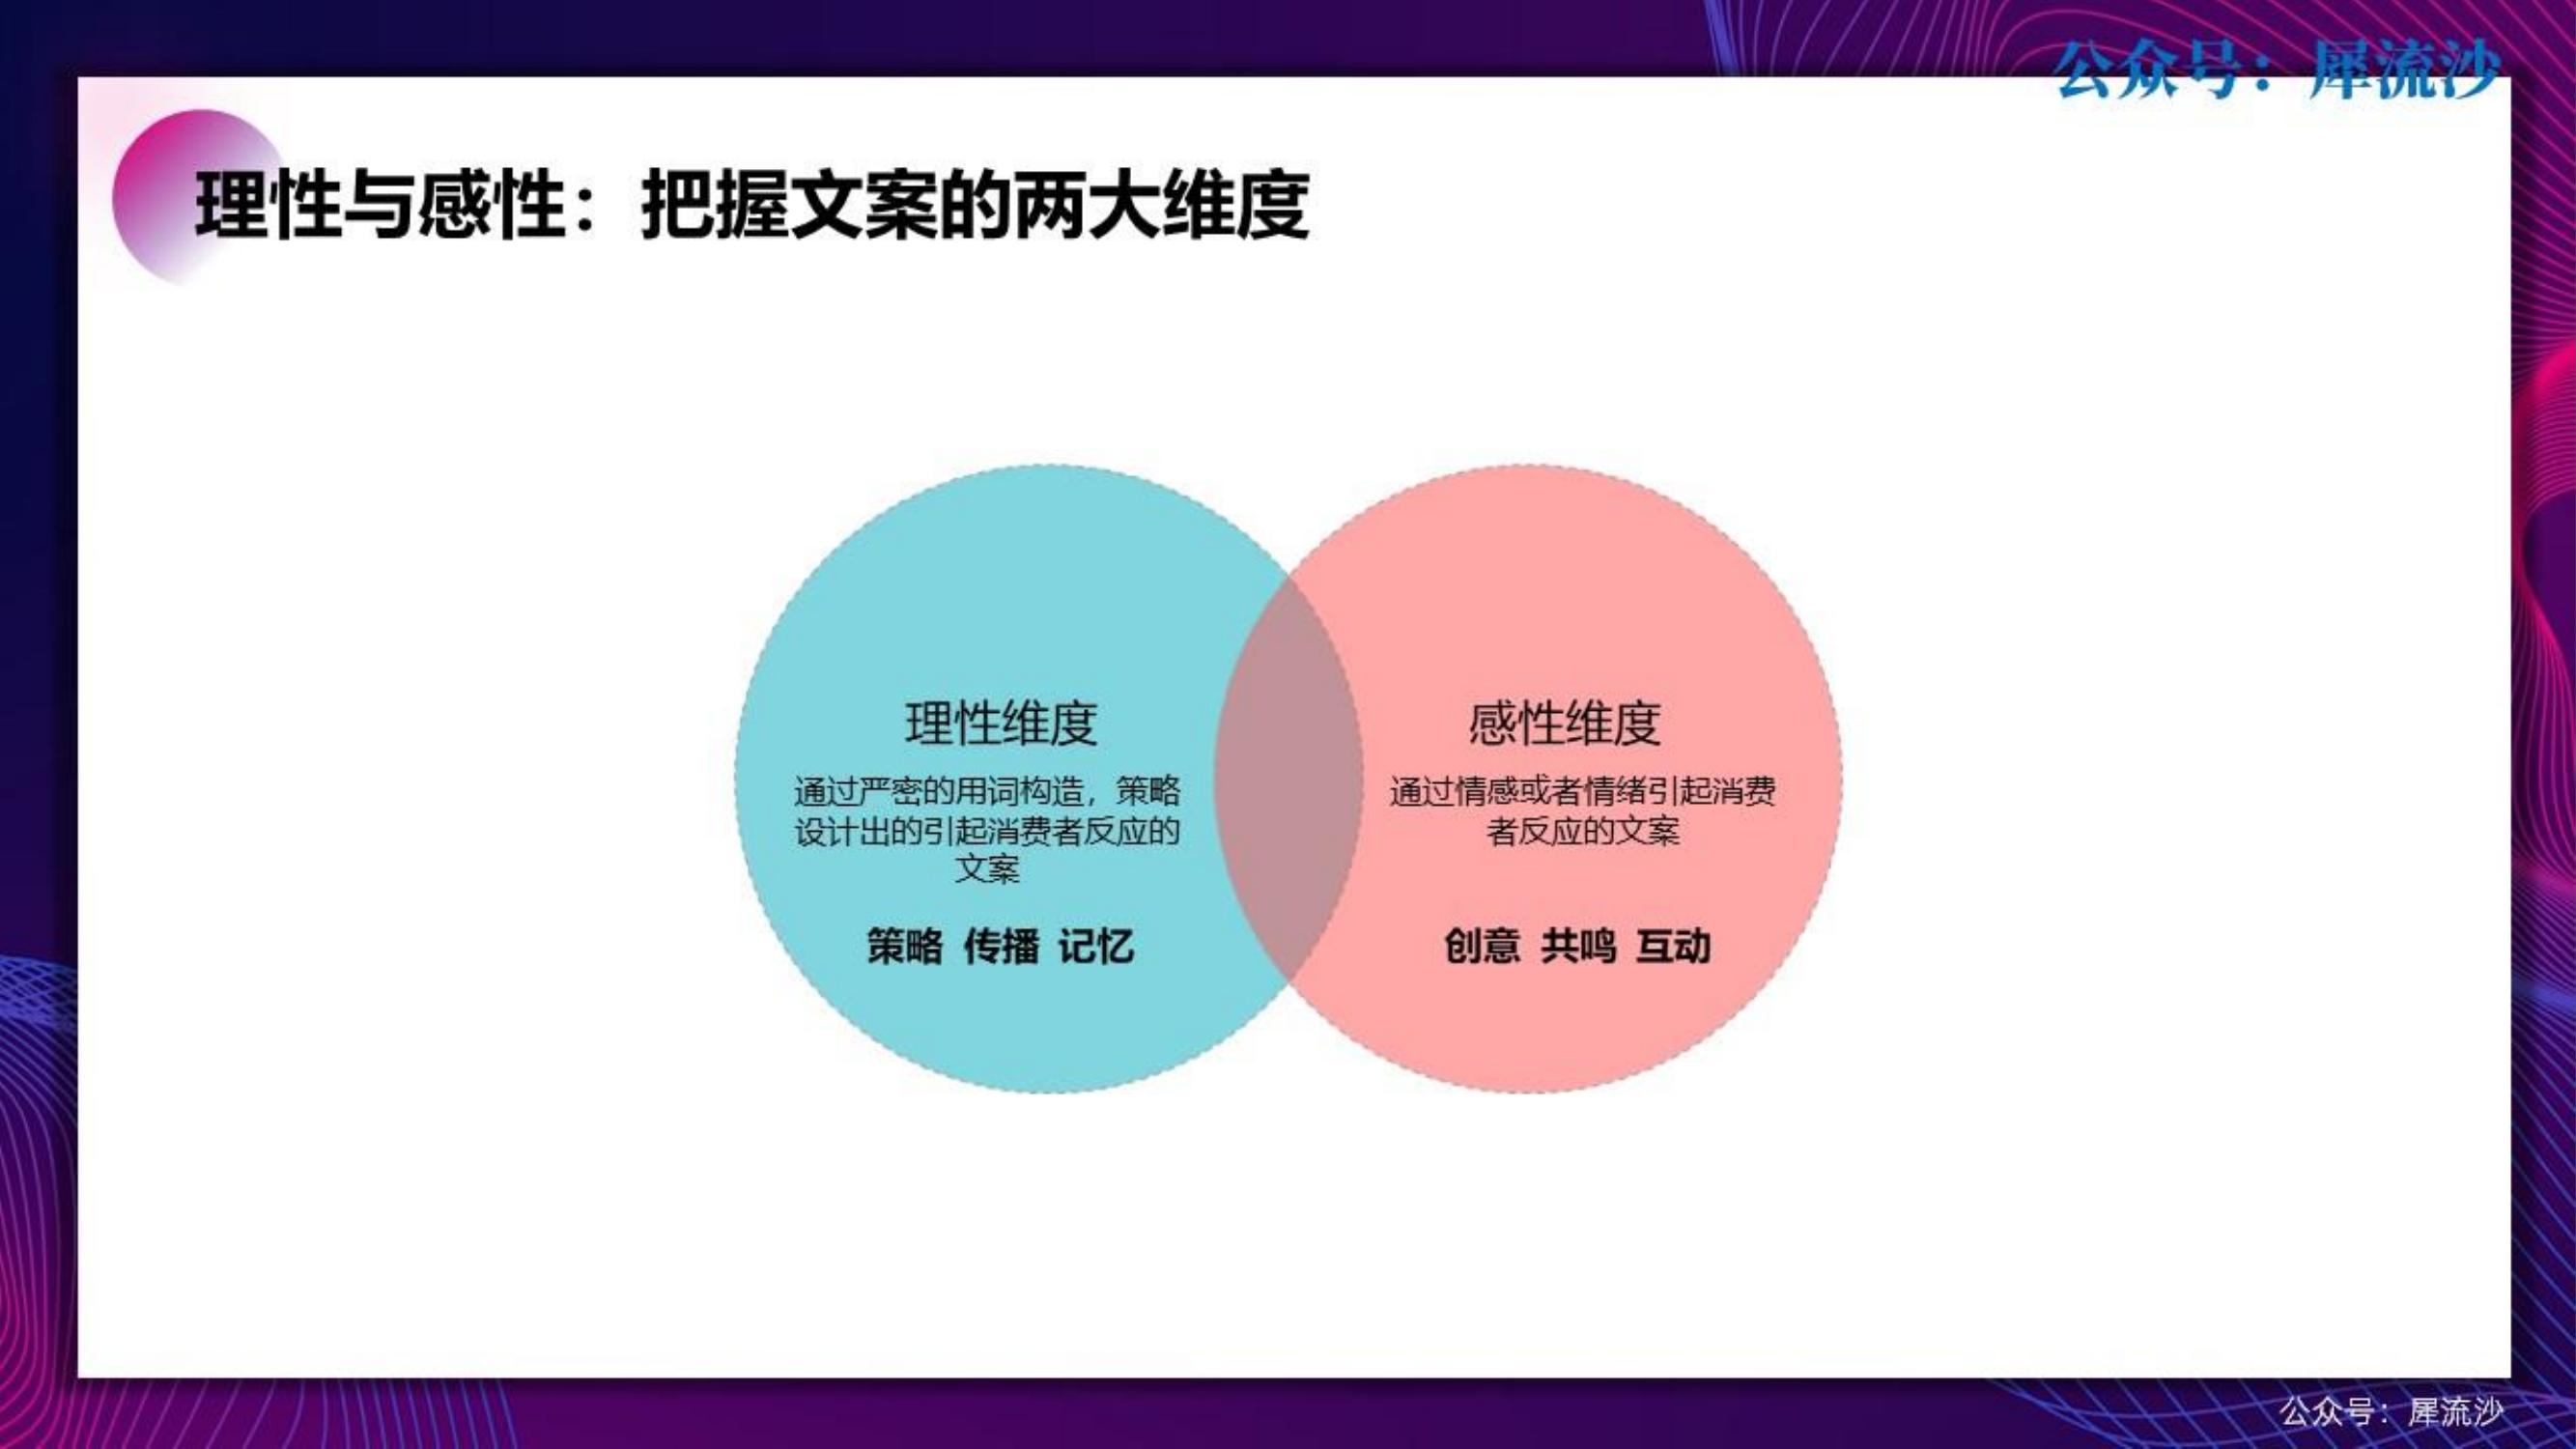 公众号：犀流沙
理性与感性：把握文案的两大维度
理性维度
通过严密的用词构造，策略
设计出的引起消费者反应的
文案
策略 传播 记忆
感性维度
通过情感或者情绪引起消费
者反应的文案
创意 共鸣 互动
公众号：犀流沙